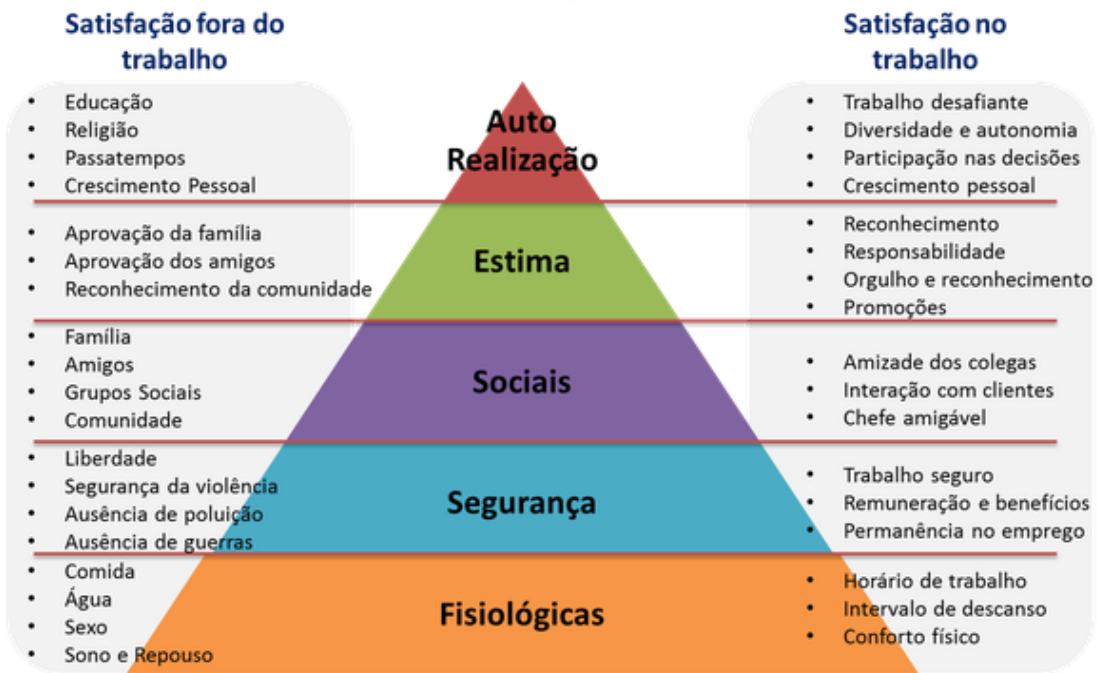 Satisfação fora do
trabalho
• Educação
• Religião
• Passatempos
• Crescimento Pessoal
• Aprovação da família
• Aprovação dos amigos
• Reconhecimento da comunidade
• Família
• Amigos
• Grupos Sociais
• Comunidade
• Liberdade
• Segurança da violência
• Ausência de poluição
• Ausência de guerras
• Comida
• Água
• Sexo
• Sono e Repouso
Auto
Realização
Estima
Sociais
Segurança
Fisiológicas
Satisfação no
trabalho
• Trabalho desafiante
• Diversidade e autonomia
• Participação nas decisões
• Crescimento pessoal
• Reconhecimento
• Responsabilidade
• Orgulho e reconhecimento
• Promoções
• Amizade dos colegas
• Interação com clientes
• Chefe amigável
• Trabalho seguro
• Remuneração e benefícios
• Permanência no emprego
• Horário de trabalho
• Intervalo de descanso
• Conforto físico